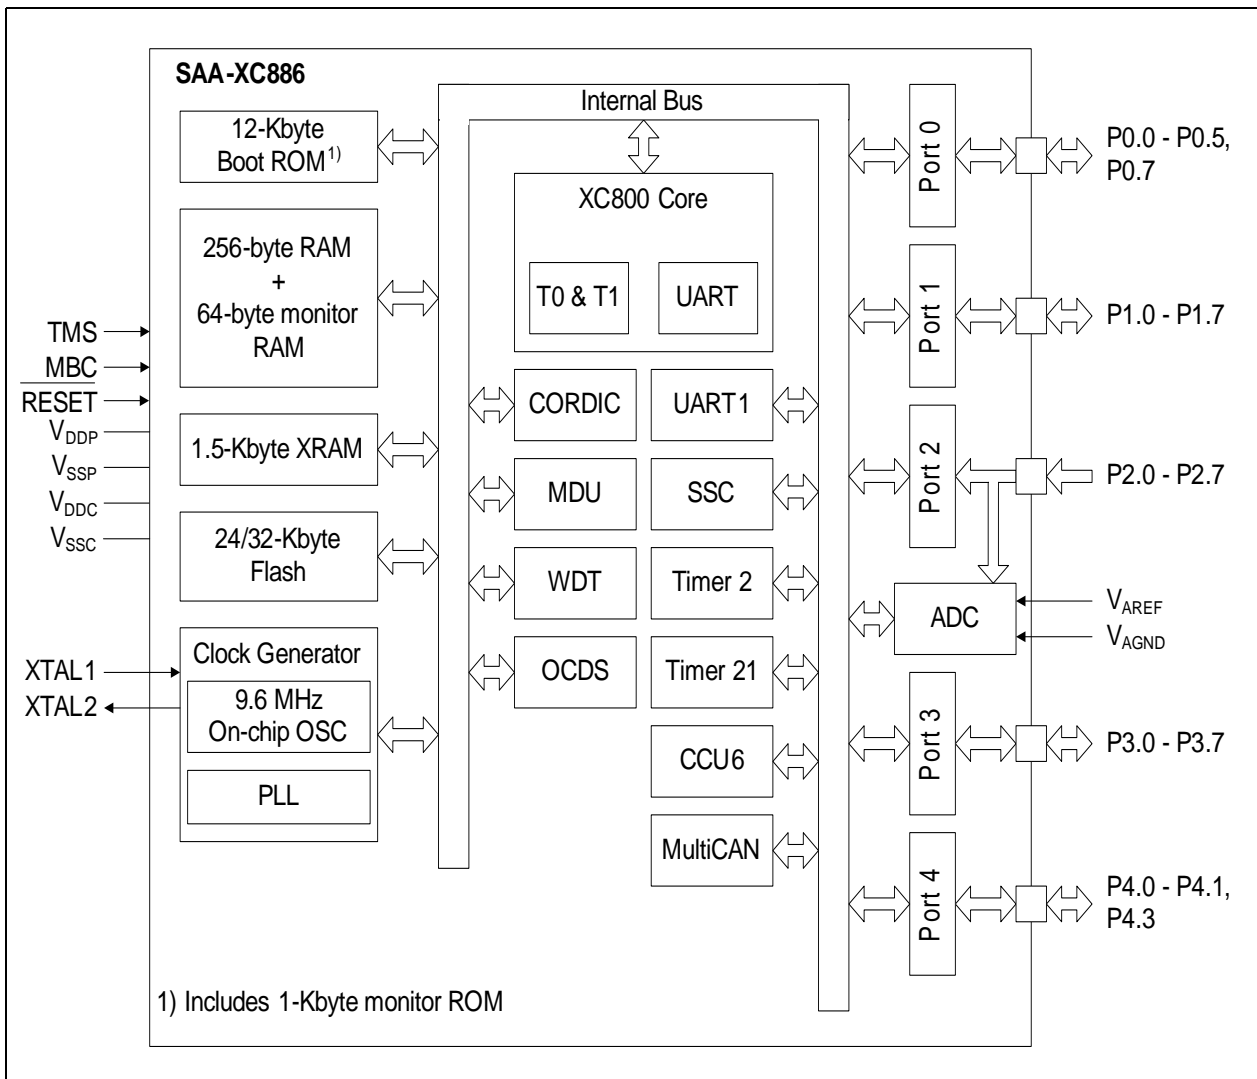 SAA-XC886
Internal Bus
12-Kbyte
Boot ROM1)
256-byte RAM
+
64-byte monitor
RAM
1.5-Kbyte XRAM
24/32-Kbyte
Flash
Clock Generator
9.6 MHz
On-chip OSC
PLL
TMS
MBC
RESET
VDDP
VSSP
VDDC
VSSC
XTAL1
XTAL2
XC800 Core
T0 & T1
UART
CORDIC
UART1
MDU
SSC
WDT
Timer 2
OCDS
Timer 21
CCU6
MultiCAN
Port 0
P0.0 - P0.5,
P0.7
Port 1
P1.0 - P1.7
Port 2
P2.0 - P2.7
ADC
VAREF
VAGND
Port 3
P3.0 - P3.7
Port 4
P4.0 - P4.1,
P4.3
1) Includes 1-Kbyte monitor ROM